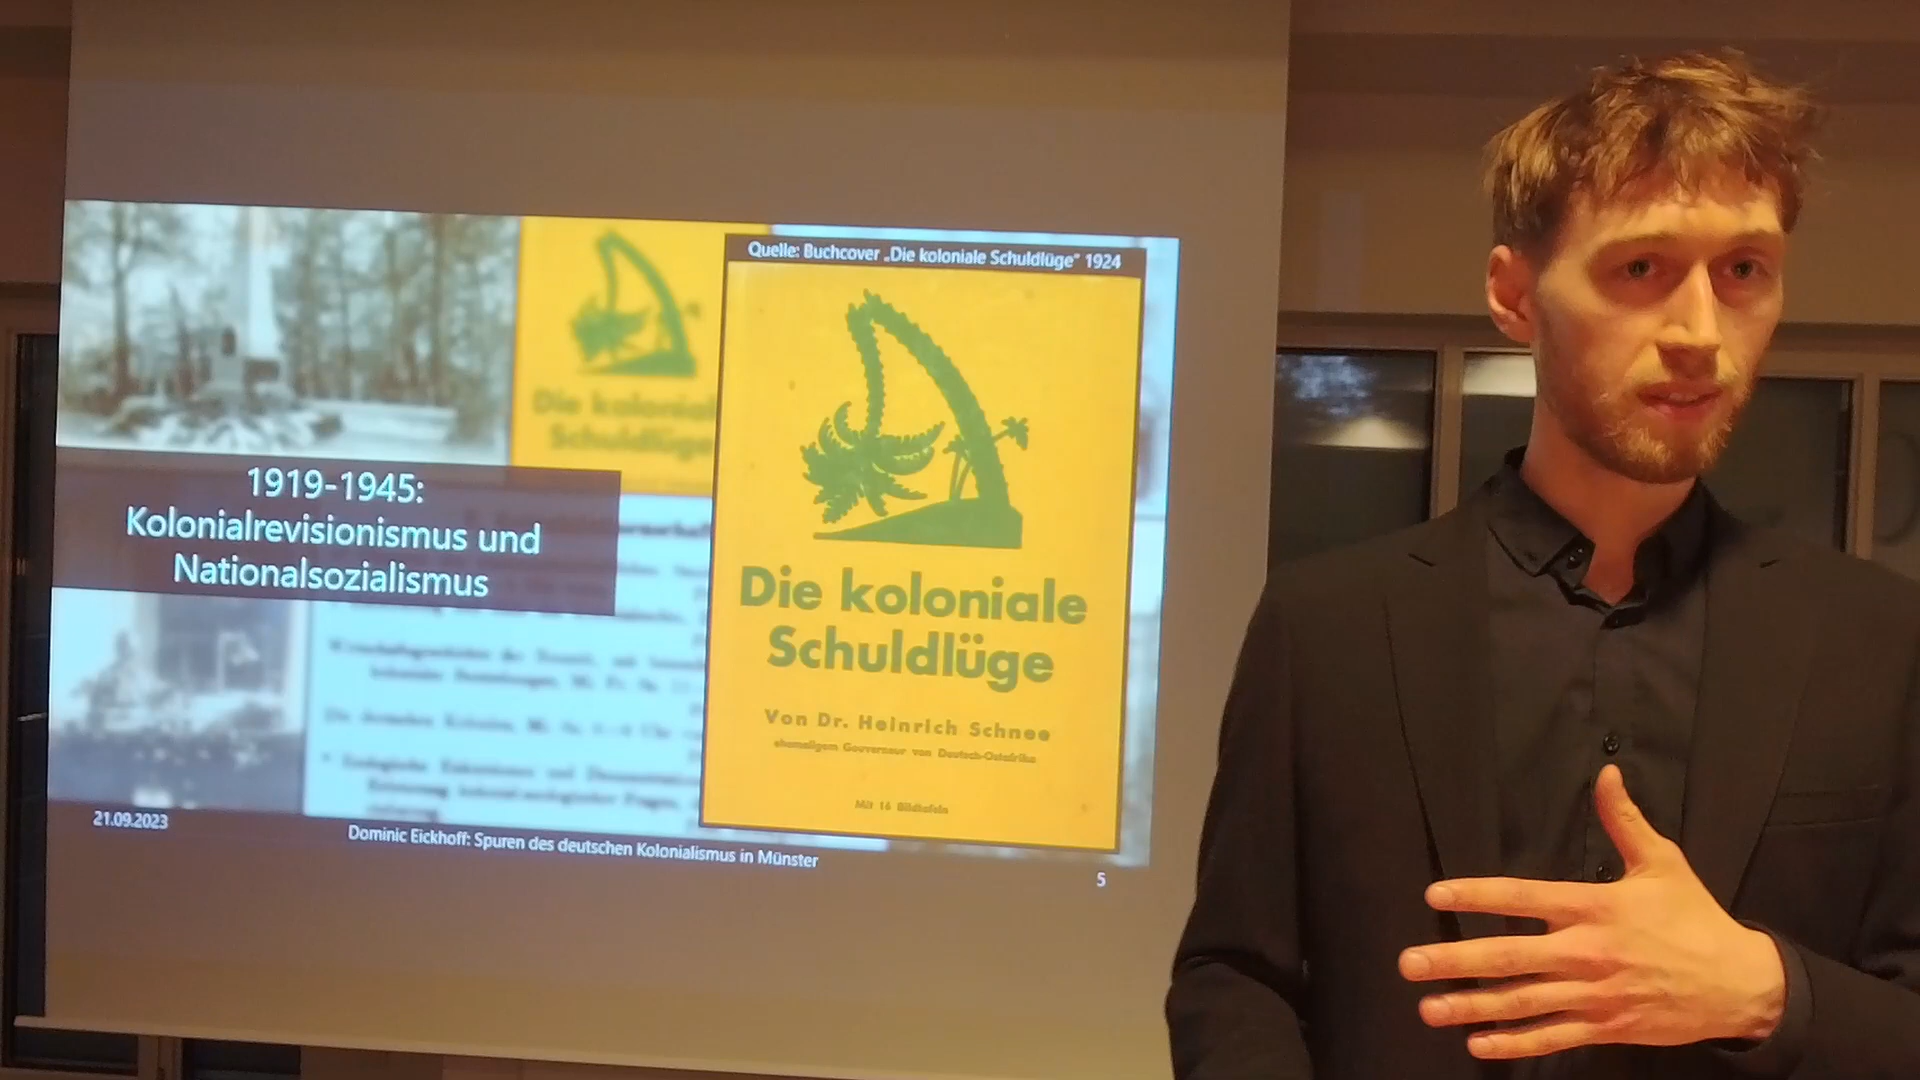 Quelle: Buchcover „Die koloniale Schuldlüge" 1924
Die kolonial
Schuldlüge
1919-1945:
Kolonialrevisionismus und
Nationalsozialismus
Die koloniale
Schuldlüge
Von Dr. Heinrich Schnee
ehemaligem Gouverneur von Deutsch-Ostafrika
Mit 16 Bildtafeln
21.09.2023
Dominic Eickhoff: Spuren des deutschen Kolonialismus in Münster
5